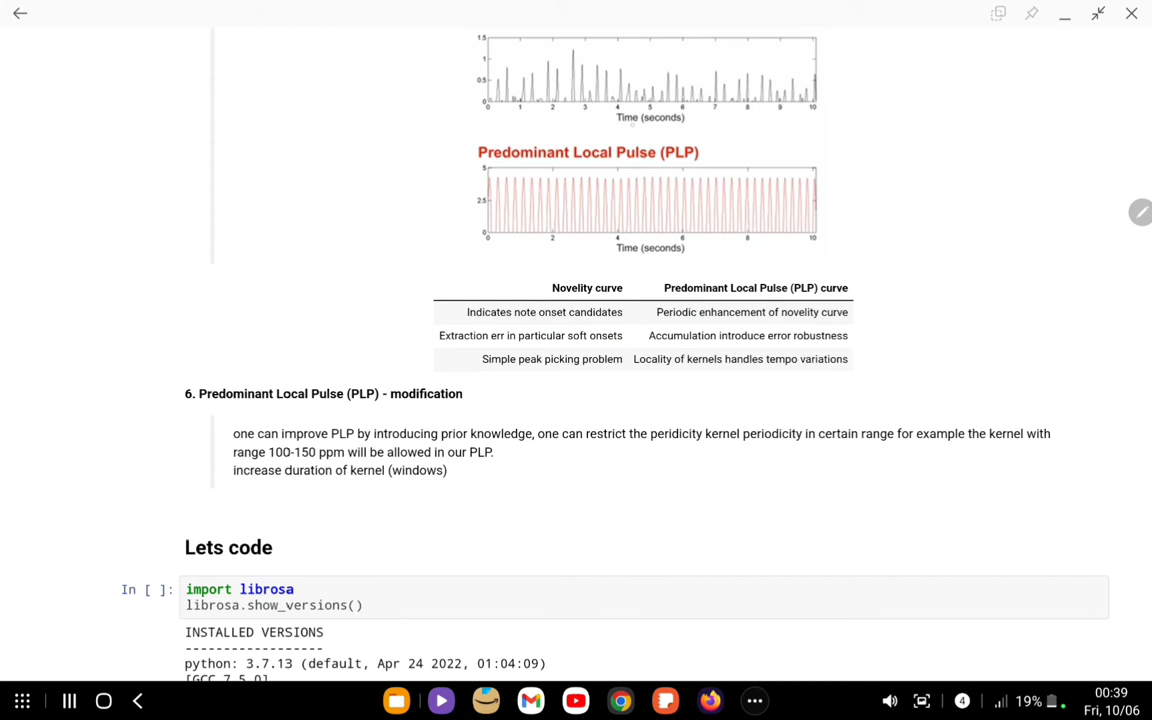 1.5
1
0.5
0
0 1 2 3 4 5 6 7 8 9 10
Time (seconds)
Predominant Local Pulse (PLP)
5
2.5
0
0 2 4 6 8 10
Time (seconds)
Novelity curve Predominant Local Pulse (PLP) curve
Indicates note onset candidates Periodic enhancement of novelity curve
Extraction err in particular soft onsets Accumulation introduce error robustness
Simple peak picking problem Locality of kernels handles tempo variations
6. Predominant Local Pulse (PLP) - modification
one can improve PLP by introducing prior knowledge, one can restrict the peridicity kernel periodicity in certain range for example the kernel with
range 100-150 ppm will be allowed in our PLP.
increase duration of kernel (windows)
Lets code
In [ ]: import librosa
librosa.show_versions()
INSTALLED VERSIONS
------------------
python: 3.7.13 (default, Apr 24 2022, 01:04:09)
[GCC 7.5.0]
4 19% 00:39
Fri, 10/06